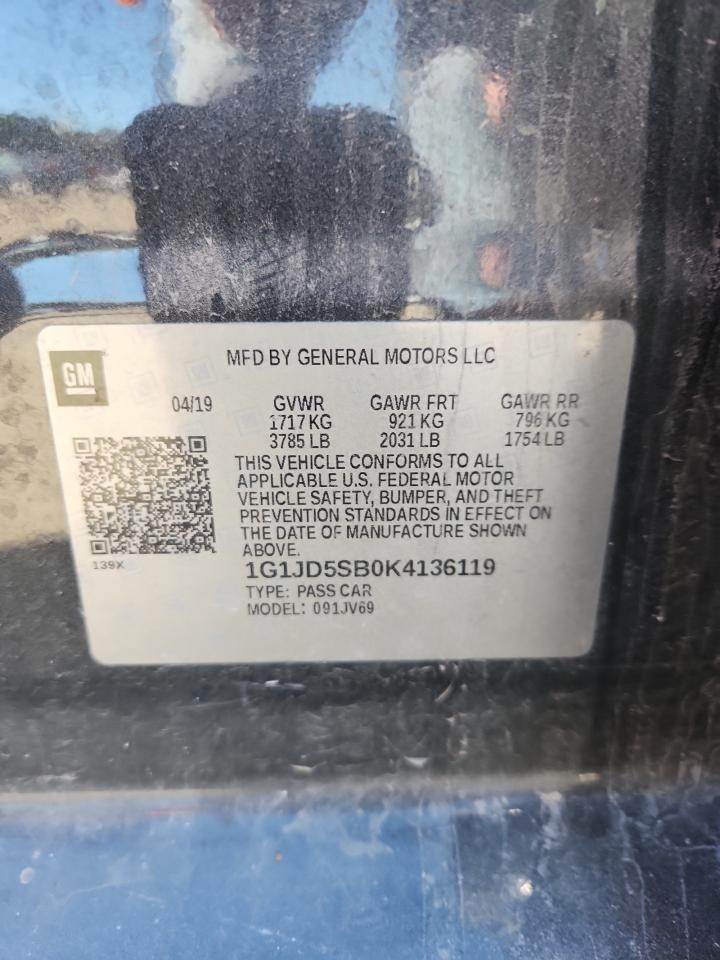 MFD BY GENERAL MOTORS LLC
GM
04/19 GVWR GAWR FRT GAWR RR
1717 KG 921 KG 796 KG
3785 LB 2031 LB 1754 LB
THIS VEHICLE CONFORMS TO ALL
APPLICABLE U.S. FEDERAL MOTOR
VEHICLE SAFETY, BUMPER, AND THEFT
PREVENTION STANDARDS IN EFFECT ON
THE DATE OF MANUFACTURE SHOWN
ABOVE.
139X
1G1JD5SB0K4136119
TYPE: PASS CAR
MODEL: 091JV69